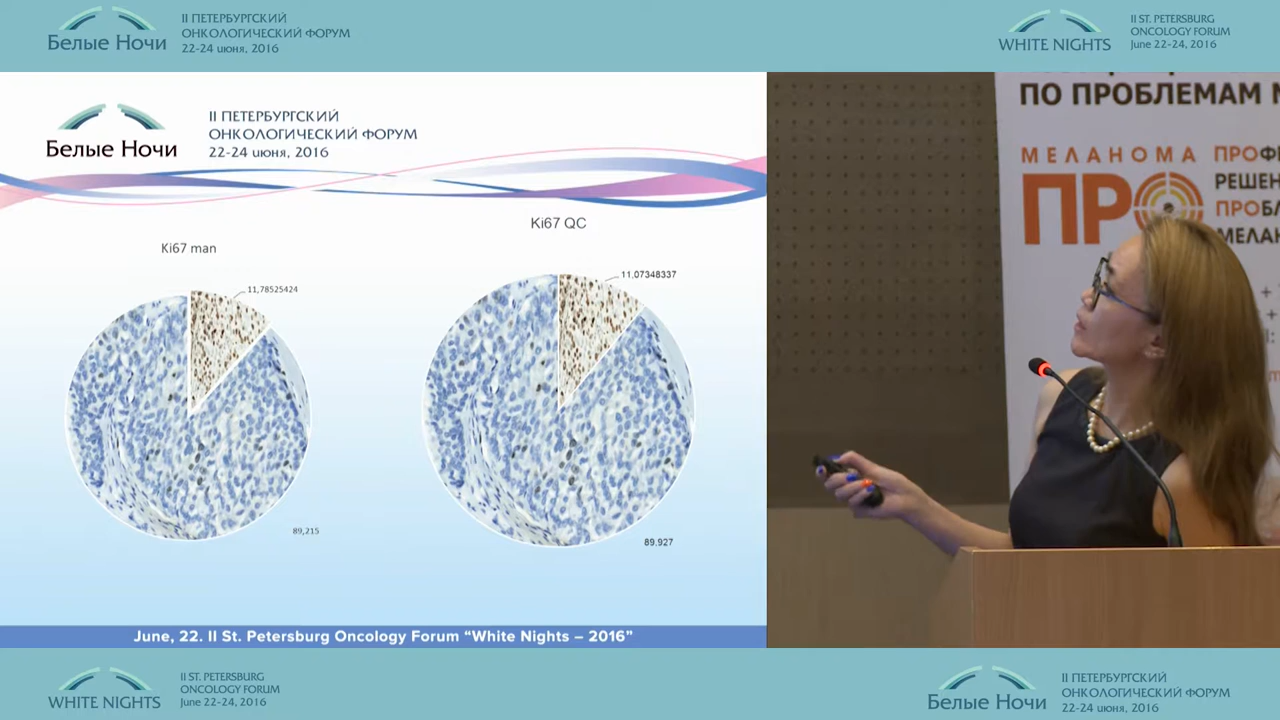 Белые Ночи
II ПЕТЕРБУРГСКИЙ
ОНКОЛОГИЧЕСКИЙ ФОРУМ
22-24 июня, 2016
WHITE NIGHTS
II ST. PETERSBURG
ONCOLOGY FORUM
June 22-24, 2016
Белые Ночи
II ПЕТЕРБУРГСКИЙ
ОНКОЛОГИЧЕСКИЙ ФОРУМ
22-24 июня, 2016
Ki67 man
11,78525424
89,215
Ki67 QC
11,07348337
89,927
June, 22. II St. Petersburg Oncology Forum “White Nights – 2016”
ПО ПРОБЛЕМАМ
МЕЛАНОМА
ПРО
WHITE NIGHTS
II ST. PETERSBURG
ONCOLOGY FORUM
June 22-24, 2016
Белые Ночи
II ПЕТЕРБУРГСКИЙ
ОНКОЛОГИЧЕСКИЙ ФОРУМ
22-24 июня, 2016